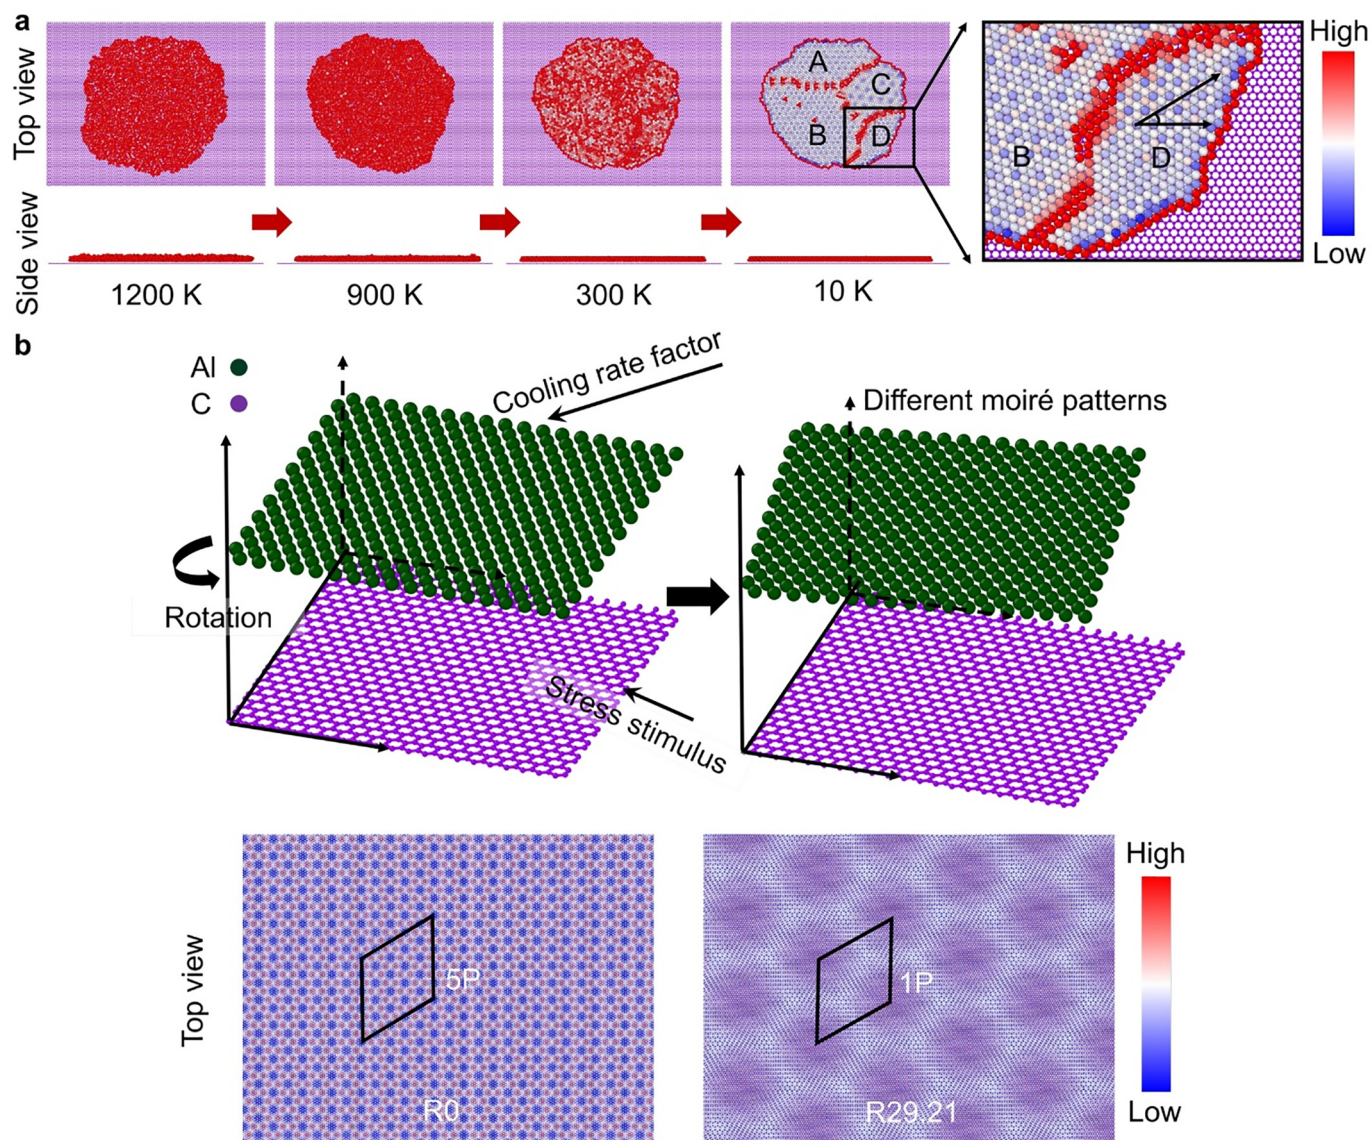 a
Top view
A
B
C
D
B
D
High
Low
Side view
1200 K
900 K
300 K
10 K
b
Al
C
Cooling rate factor
Rotation
Stress stimulus
Different moiré patterns
Top view
5P
R0
1P
R29.21
High
Low